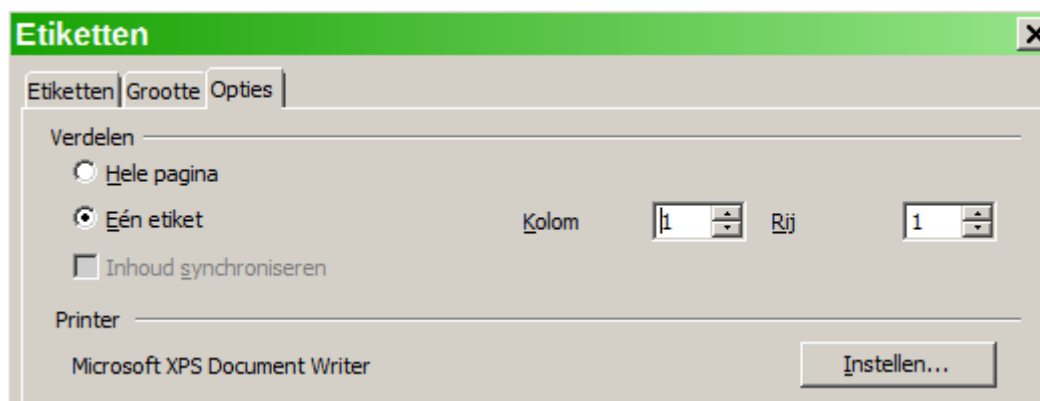 Etiketten
Etiketten Grootte Opties
Verdelen
Hele pagina
Eén etiket Kolom 1 Rij 1
Inhoud synchroniseren
Printer
Microsoft XPS Document Writer Instellen...